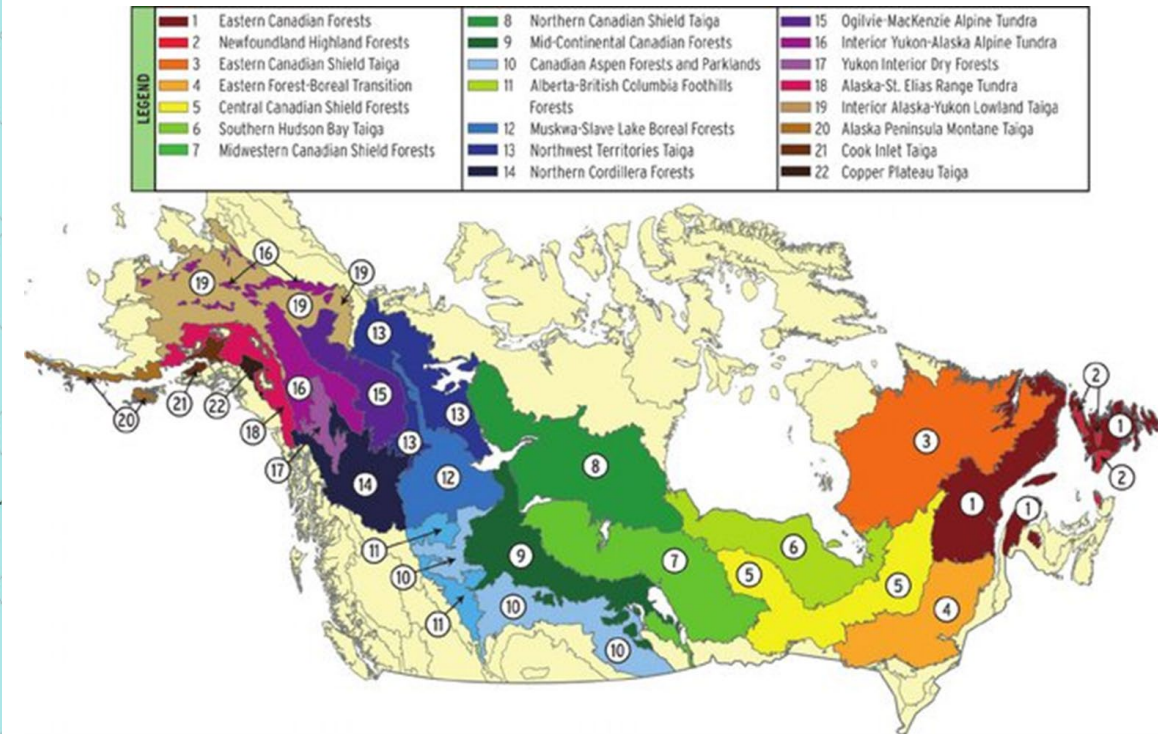 LEGEND
1 Eastern Canadian Forests
2 Newfoundland Highland Forests
3 Eastern Canadian Shield Taiga
4 Eastern Forest-Boreal Transition
5 Central Canadian Shield Forests
6 Southern Hudson Bay Taiga
7 Midwestern Canadian Shield Forests
8 Northern Canadian Shield Taiga
9 Mid-Continental Canadian Forests
10 Canadian Aspen Forests and Parklands
11 Alberta-British Columbia Foothills
Forests
12 Muskwa-Slave Lake Boreal Forests
13 Northwest Territories Taiga
14 Northern Cordillera Forests
15 Ogilvie-MacKenzie Alpine Tundra
16 Interior Yukon-Alaska Alpine Tundra
17 Yukon Interior Dry Forests
18 Alaska-St. Elias Range Tundra
19 Interior Alaska-Yukon Lowland Taiga
20 Alaska Peninsula Montane Taiga
21 Cook Inlet Taiga
22 Copper Plateau Taiga
16
19
19
19
13
2
16
15
13
1
20
21
22
18
3
13
2
17
14
12
8
1
1
11
9
10
7
6
5
5
11
10
4
10